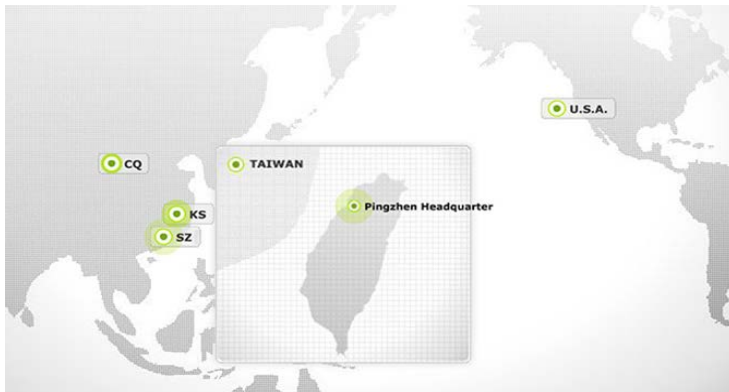 U.S.A.
CQ
TAIWAN
Pingzhen Headquarter
KS
SZ